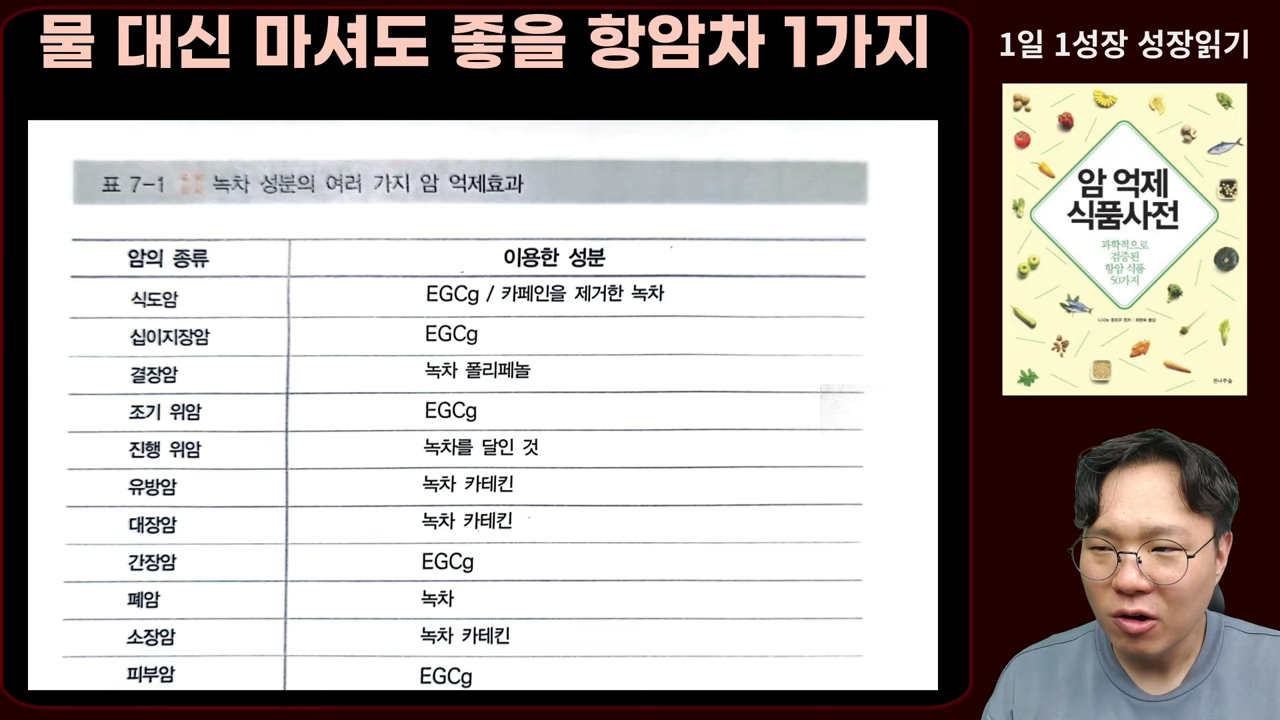 물 대신 마셔도 좋을 항암차 1가지
1일 1성장 성장읽기
표 7-1 녹차 성분의 여러 가지 암 억제효과
암의 종류 이용한 성분
식도암 EGCg / 카페인을 제거한 녹차
십이지장암 EGCg
결장암 녹차 폴리페놀
조기 위암 EGCg
진행 위암 녹차를 달인 것
유방암 녹차 카테킨
대장암 녹차 카테킨
간장암 EGCg
폐암 녹차
소장암 녹차 카테킨
피부암 EGCg
암 억제
식품사전
과학적으로
검증된
항암 식품
50가지